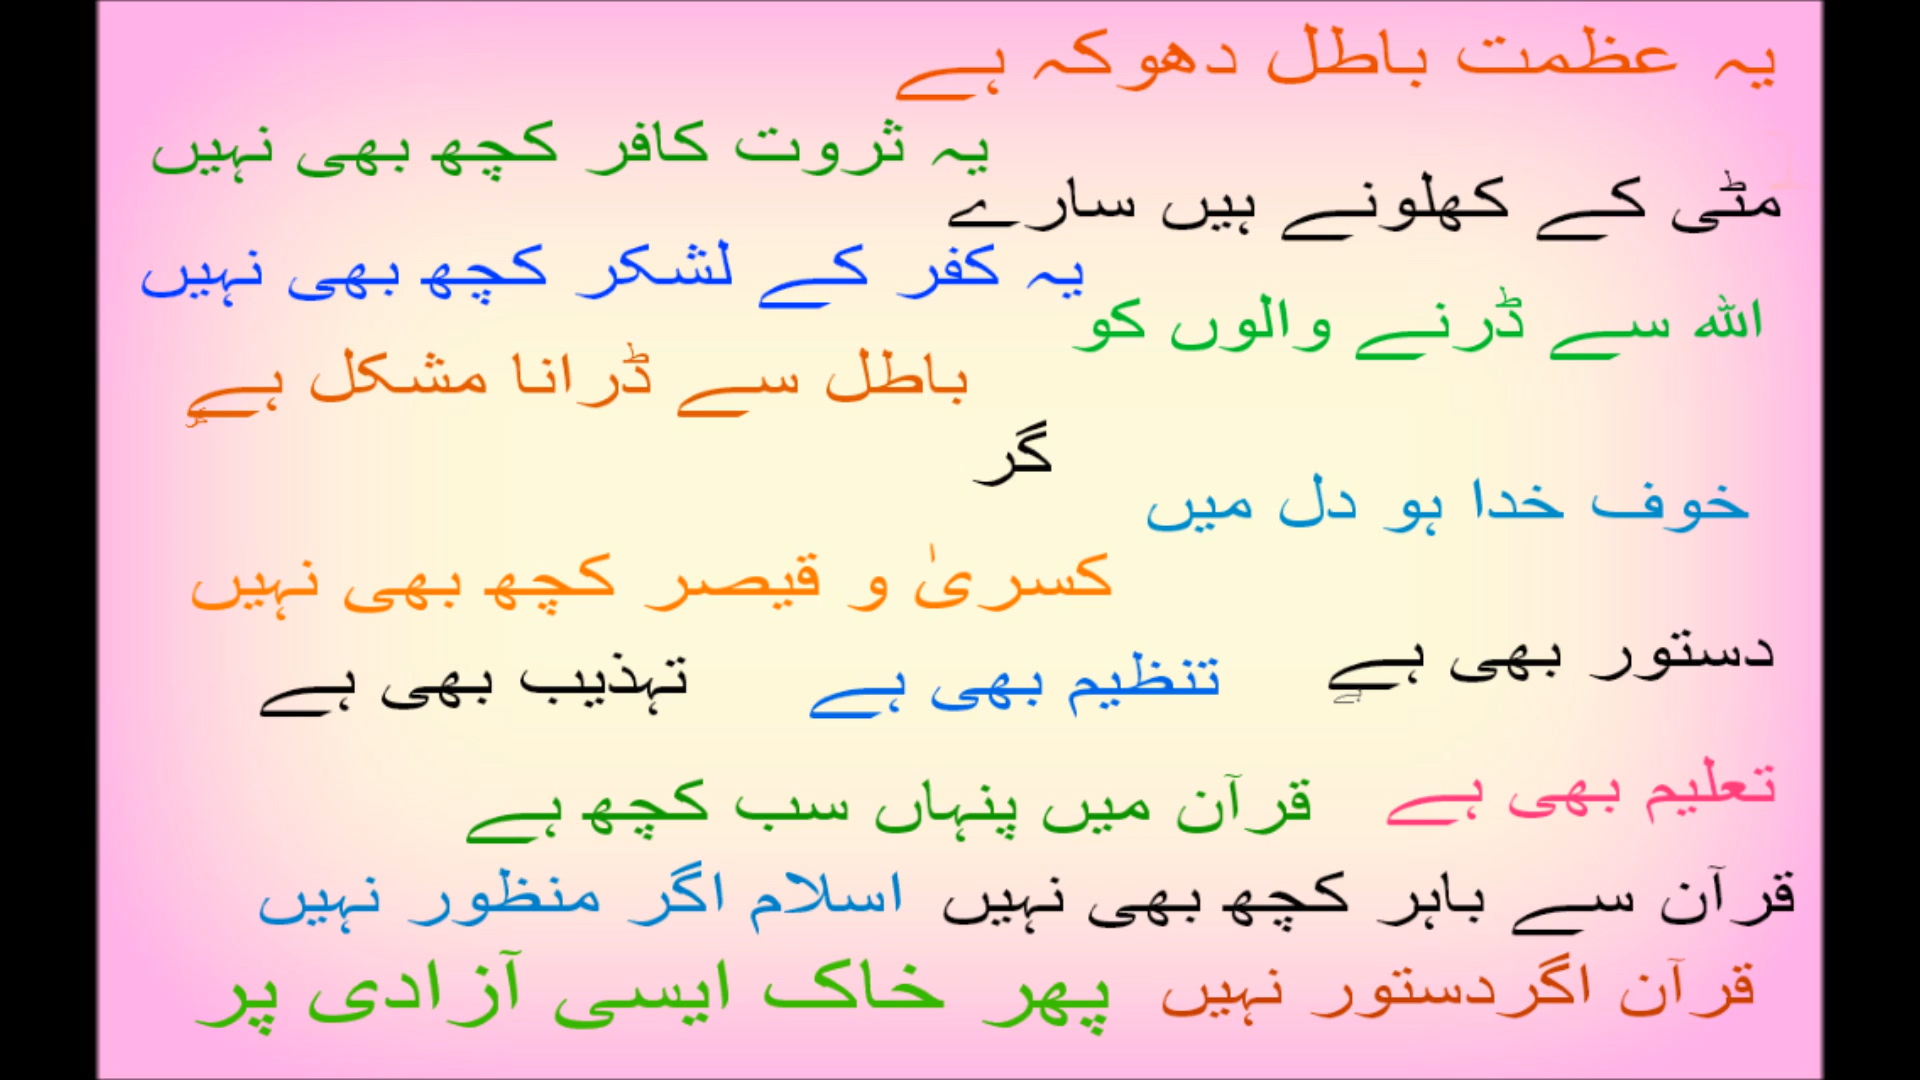 یہ عظمت باطل دھوکہ ہے
یہ ثروت کافر کچھ بھی نہیں
مٹی کے کھلونے ہیں سارے
یہ کفر کے لشکر کچھ بھی نہیں
اللہ سے ڈرنے والوں کو
باطل سے ڈرانا مشکل ہے
گر
خوف خدا ہو دل میں
کسریٰ و قیصر کچھ بھی نہیں
دستور بھی ہے تنظیم بھی ہے تہذیب بھی ہے
تعلیم بھی ہے قرآن میں پنہاں سب کچھ ہے
قرآن سے باہر کچھ بھی نہیں اسلام اگر منظور نہیں
قرآن اگردستور نہیں پھر خاک ایسی آزادی پر